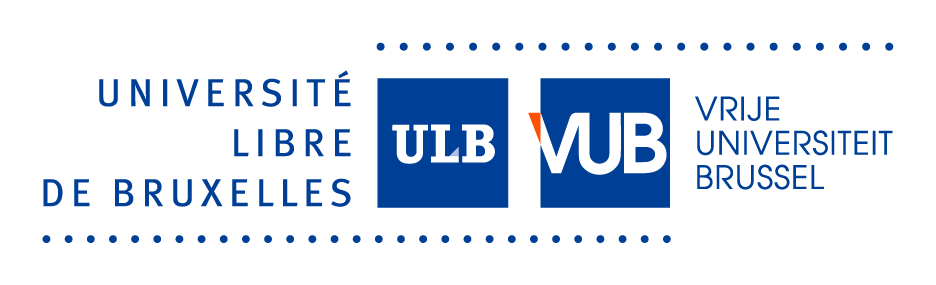 UNIVERSITÉ
LIBRE
DE BRUXELLES
ULB
VUB
VRIJE
UNIVERSITEIT
BRUSSEL